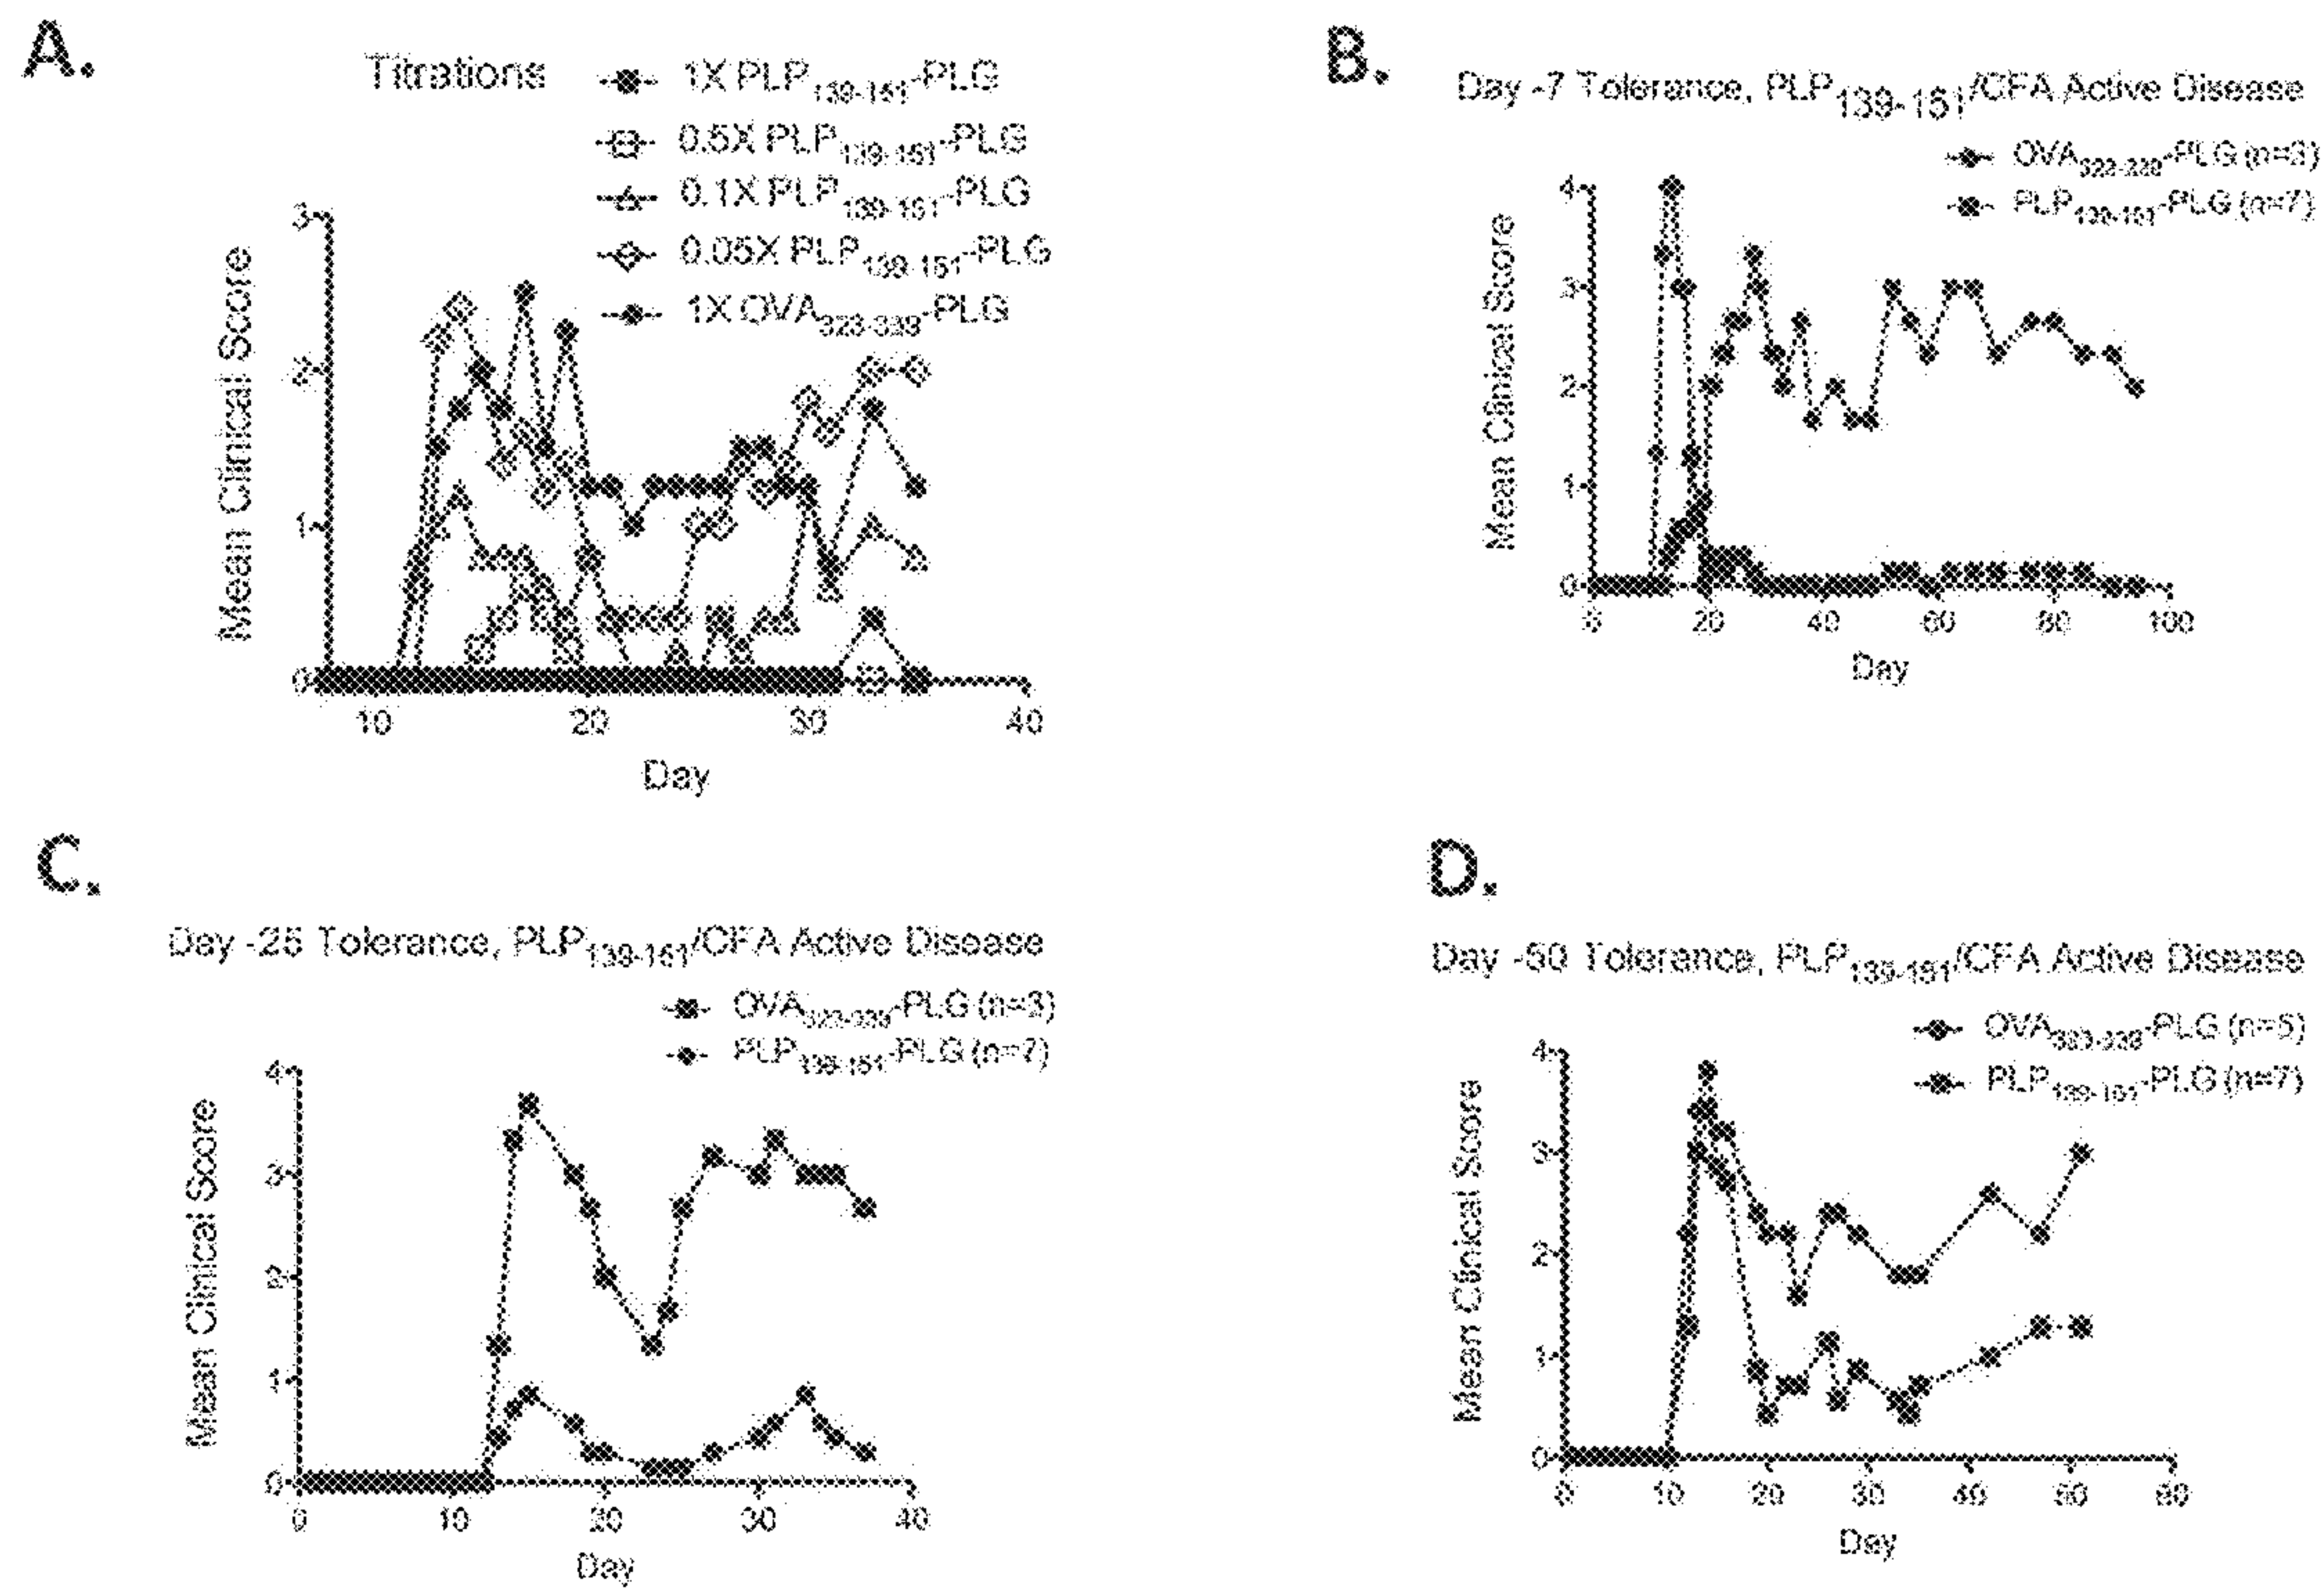 A.
Titrations
1X PLP139-151-PLG
0.5X PLP139-151-PLG
0.1X PLP139-151-PLG
0.05X PLP139-151-PLG
1X OVA323-339-PLG
Mean Clinical Score
3
2
1
0
10 20 30 40
Day
B.
Day -7 Tolerance, PLP139-151/CFA Active Disease
OVA323-339-PLG (n=3)
PLP139-151-PLG (n=7)
Mean Clinical Score
4
3
2
1
0
0 20 40 60 80 100
Day
C.
Day -25 Tolerance, PLP139-151/CFA Active Disease
OVA323-339-PLG (n=3)
PLP139-151-PLG (n=7)
Mean Clinical Score
4
3
2
1
0
0 10 20 30 40
Day
D.
Day -50 Tolerance, PLP139-151/CFA Active Disease
OVA323-339-PLG (n=5)
PLP139-151-PLG (n=7)
Mean Clinical Score
4
3
2
1
0
0 10 20 30 40 50 60
Day